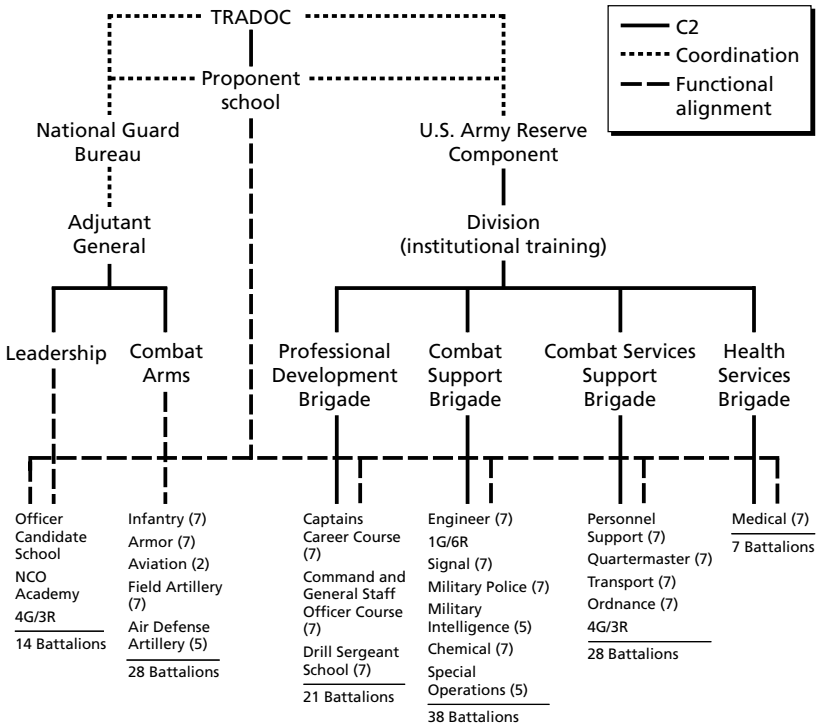 TRADOC
Proponent
school
National Guard
Bureau
U.S. Army Reserve
Component
Adjutant
General
Division
(institutional training)
C2
Coordination
Functional
alignment
Leadership
Combat
Arms
Professional
Development
Brigade
Combat
Support
Brigade
Combat Services
Support
Brigade
Health
Services
Brigade
Officer
Candidate
School
NCO
Academy
4G/3R
14 Battalions
Infantry (7)
Armor (7)
Aviation (2)
Field Artillery
(7)
Air Defense
Artillery (5)
28 Battalions
Captains
Career Course
(7)
Command and
General Staff
Officer Course
(7)
Drill Sergeant
School (7)
21 Battalions
Engineer (7)
1G/6R
Signal (7)
Military Police (7)
Military
Intelligence (5)
Chemical (7)
Special
Operations (5)
38 Battalions
Personnel
Support (7)
Quartermaster (7)
Transport (7)
Ordnance (7)
4G/3R
28 Battalions
Medical (7)
7 Battalions